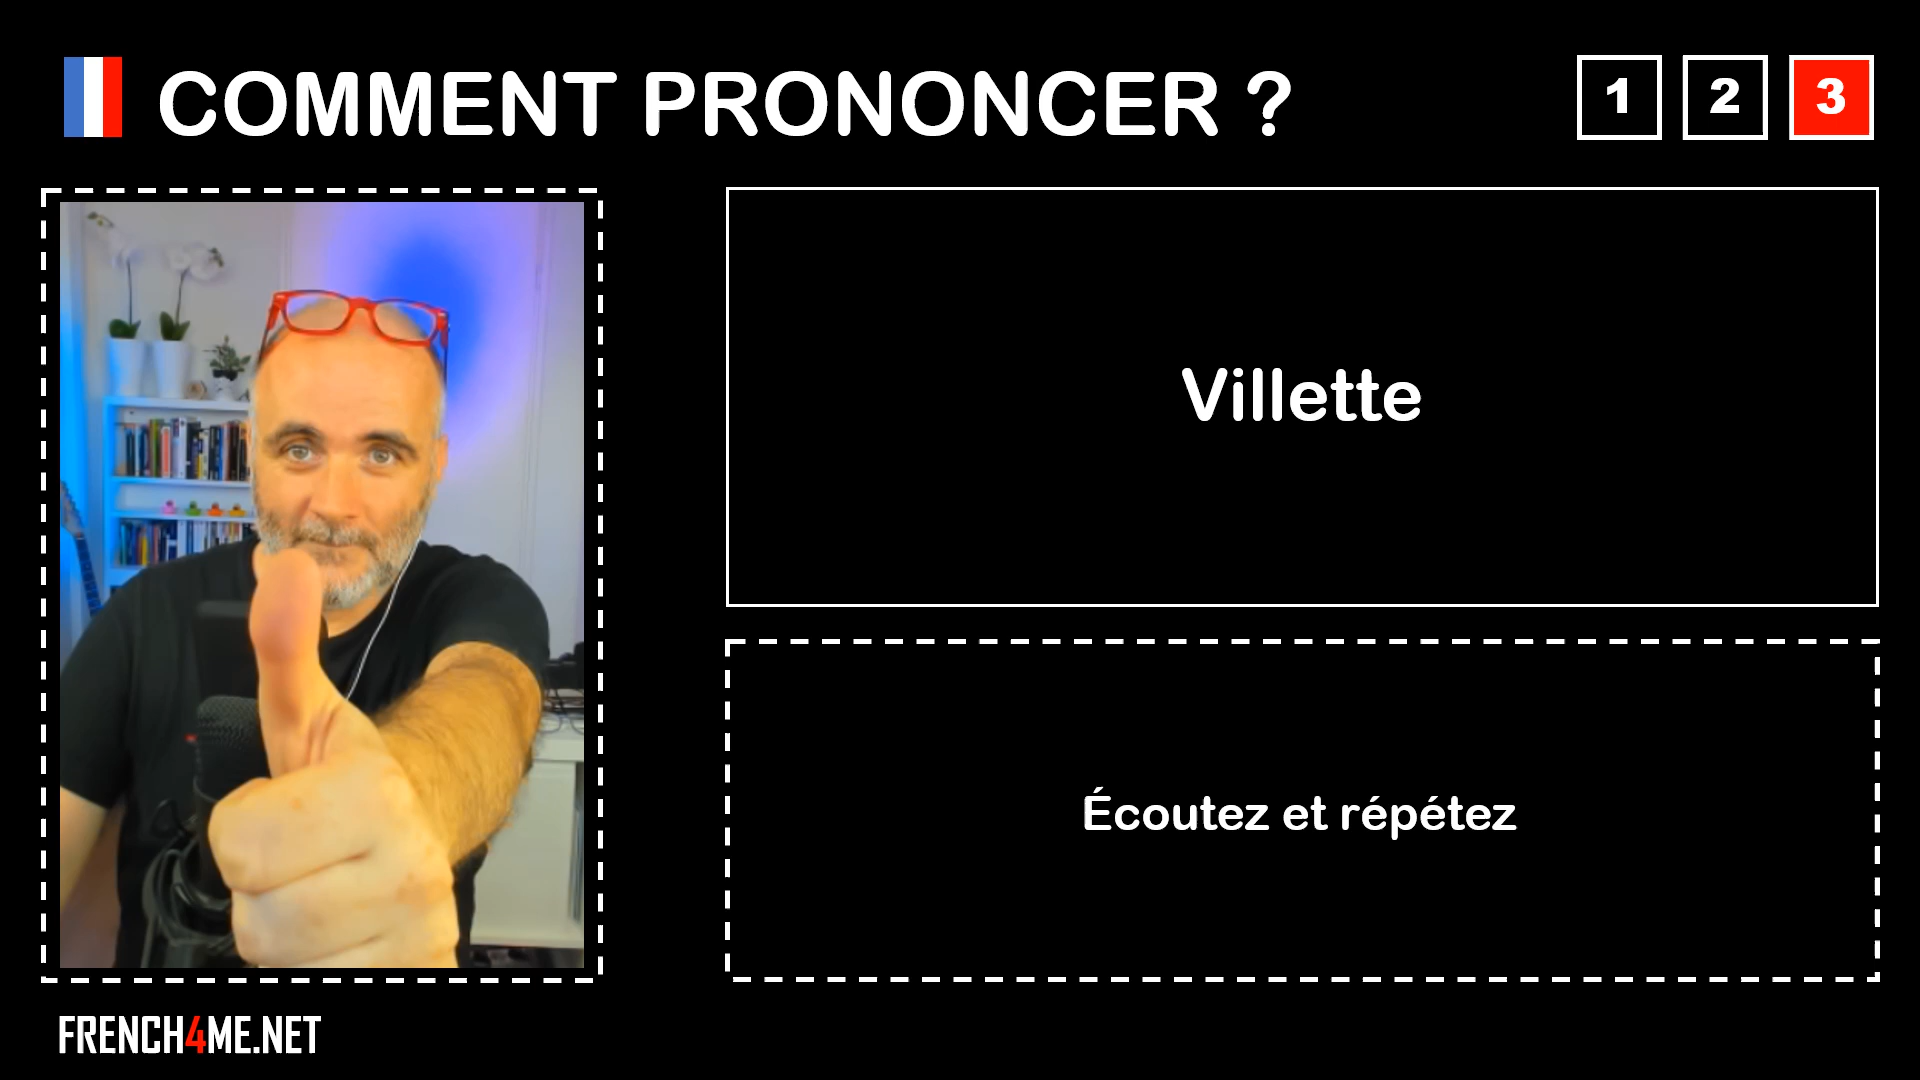 COMMENT PRONONCER ?
1 2 3
Villette
Écoutez et répétez
FRENCH4ME.NET